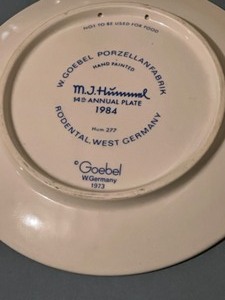 NOT TO BE USED FOR FOOD
W. GOEBEL PORZELLANFABRIK
HAND PAINTED
M.J. Hummel
14TH ANNUAL PLATE
1984
Hum 277
RÖDENTAL, WEST GERMANY
© Goebel
W. Germany
1973